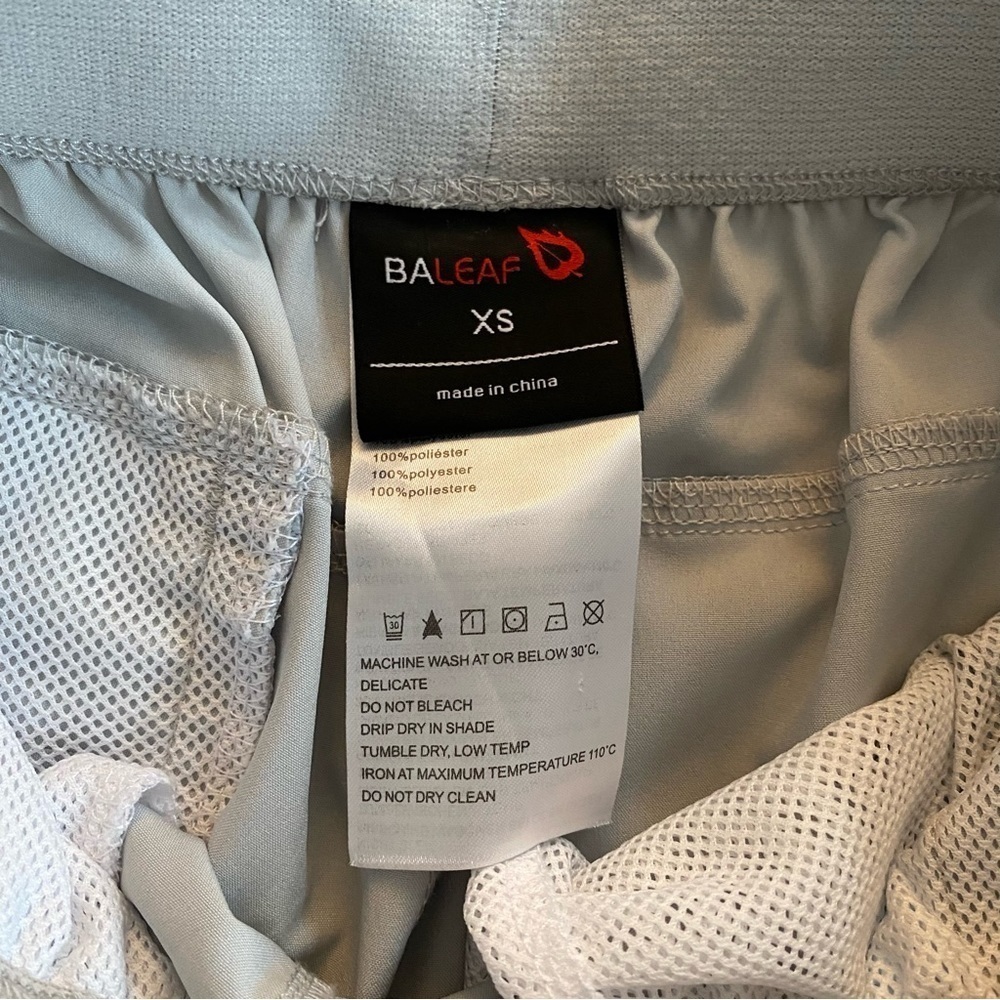 BALEAF
XS
made in china
100%poliéster
100%polyester
100%poliestere
30
MACHINE WASH AT OR BELOW 30°C,
DELICATE
DO NOT BLEACH
DRIP DRY IN SHADE
TUMBLE DRY, LOW TEMP
IRON AT MAXIMUM TEMPERATURE 110°C
DO NOT DRY CLEAN